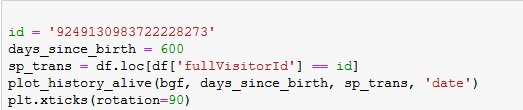 id = '9249130983722228273'
days_since_birth = 600
sp_trans = df.loc[df['fullVisitorId'] == id]
plot_history_alive(bgf, days_since_birth, sp_trans, 'date')
plt.xticks(rotation=90)